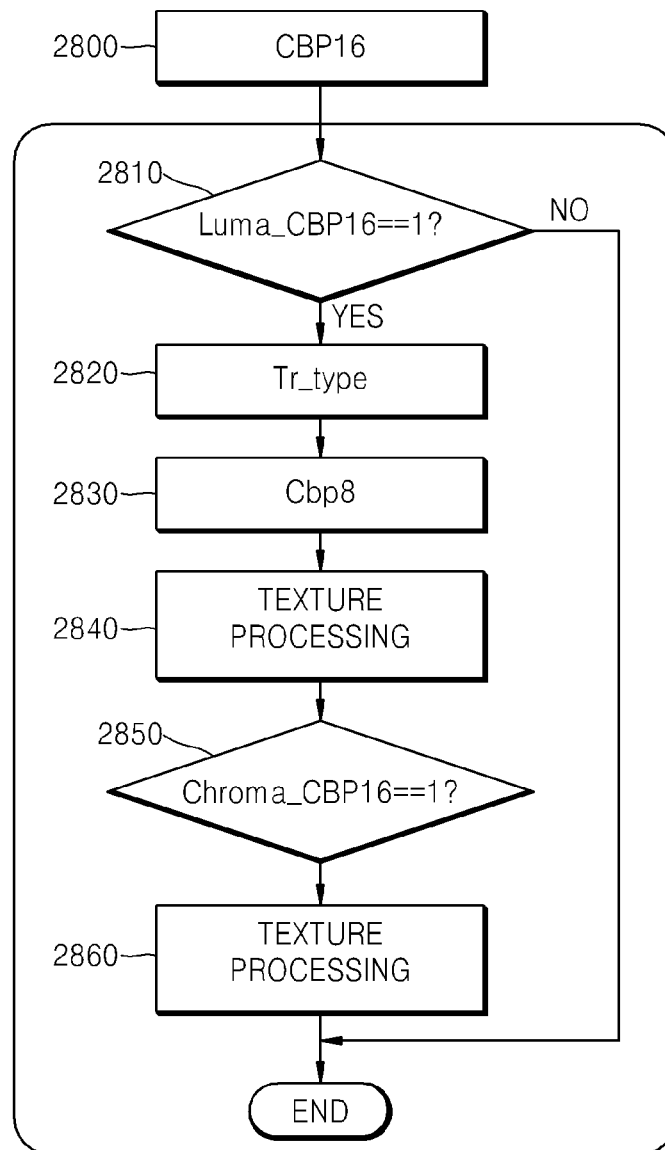 2800
CBP16
2810
Luma_CBP16==1?
NO
YES
2820
Tr_type
2830
Cbp8
2840
TEXTURE
PROCESSING
2850
Chroma_CBP16==1?
2860
TEXTURE
PROCESSING
END